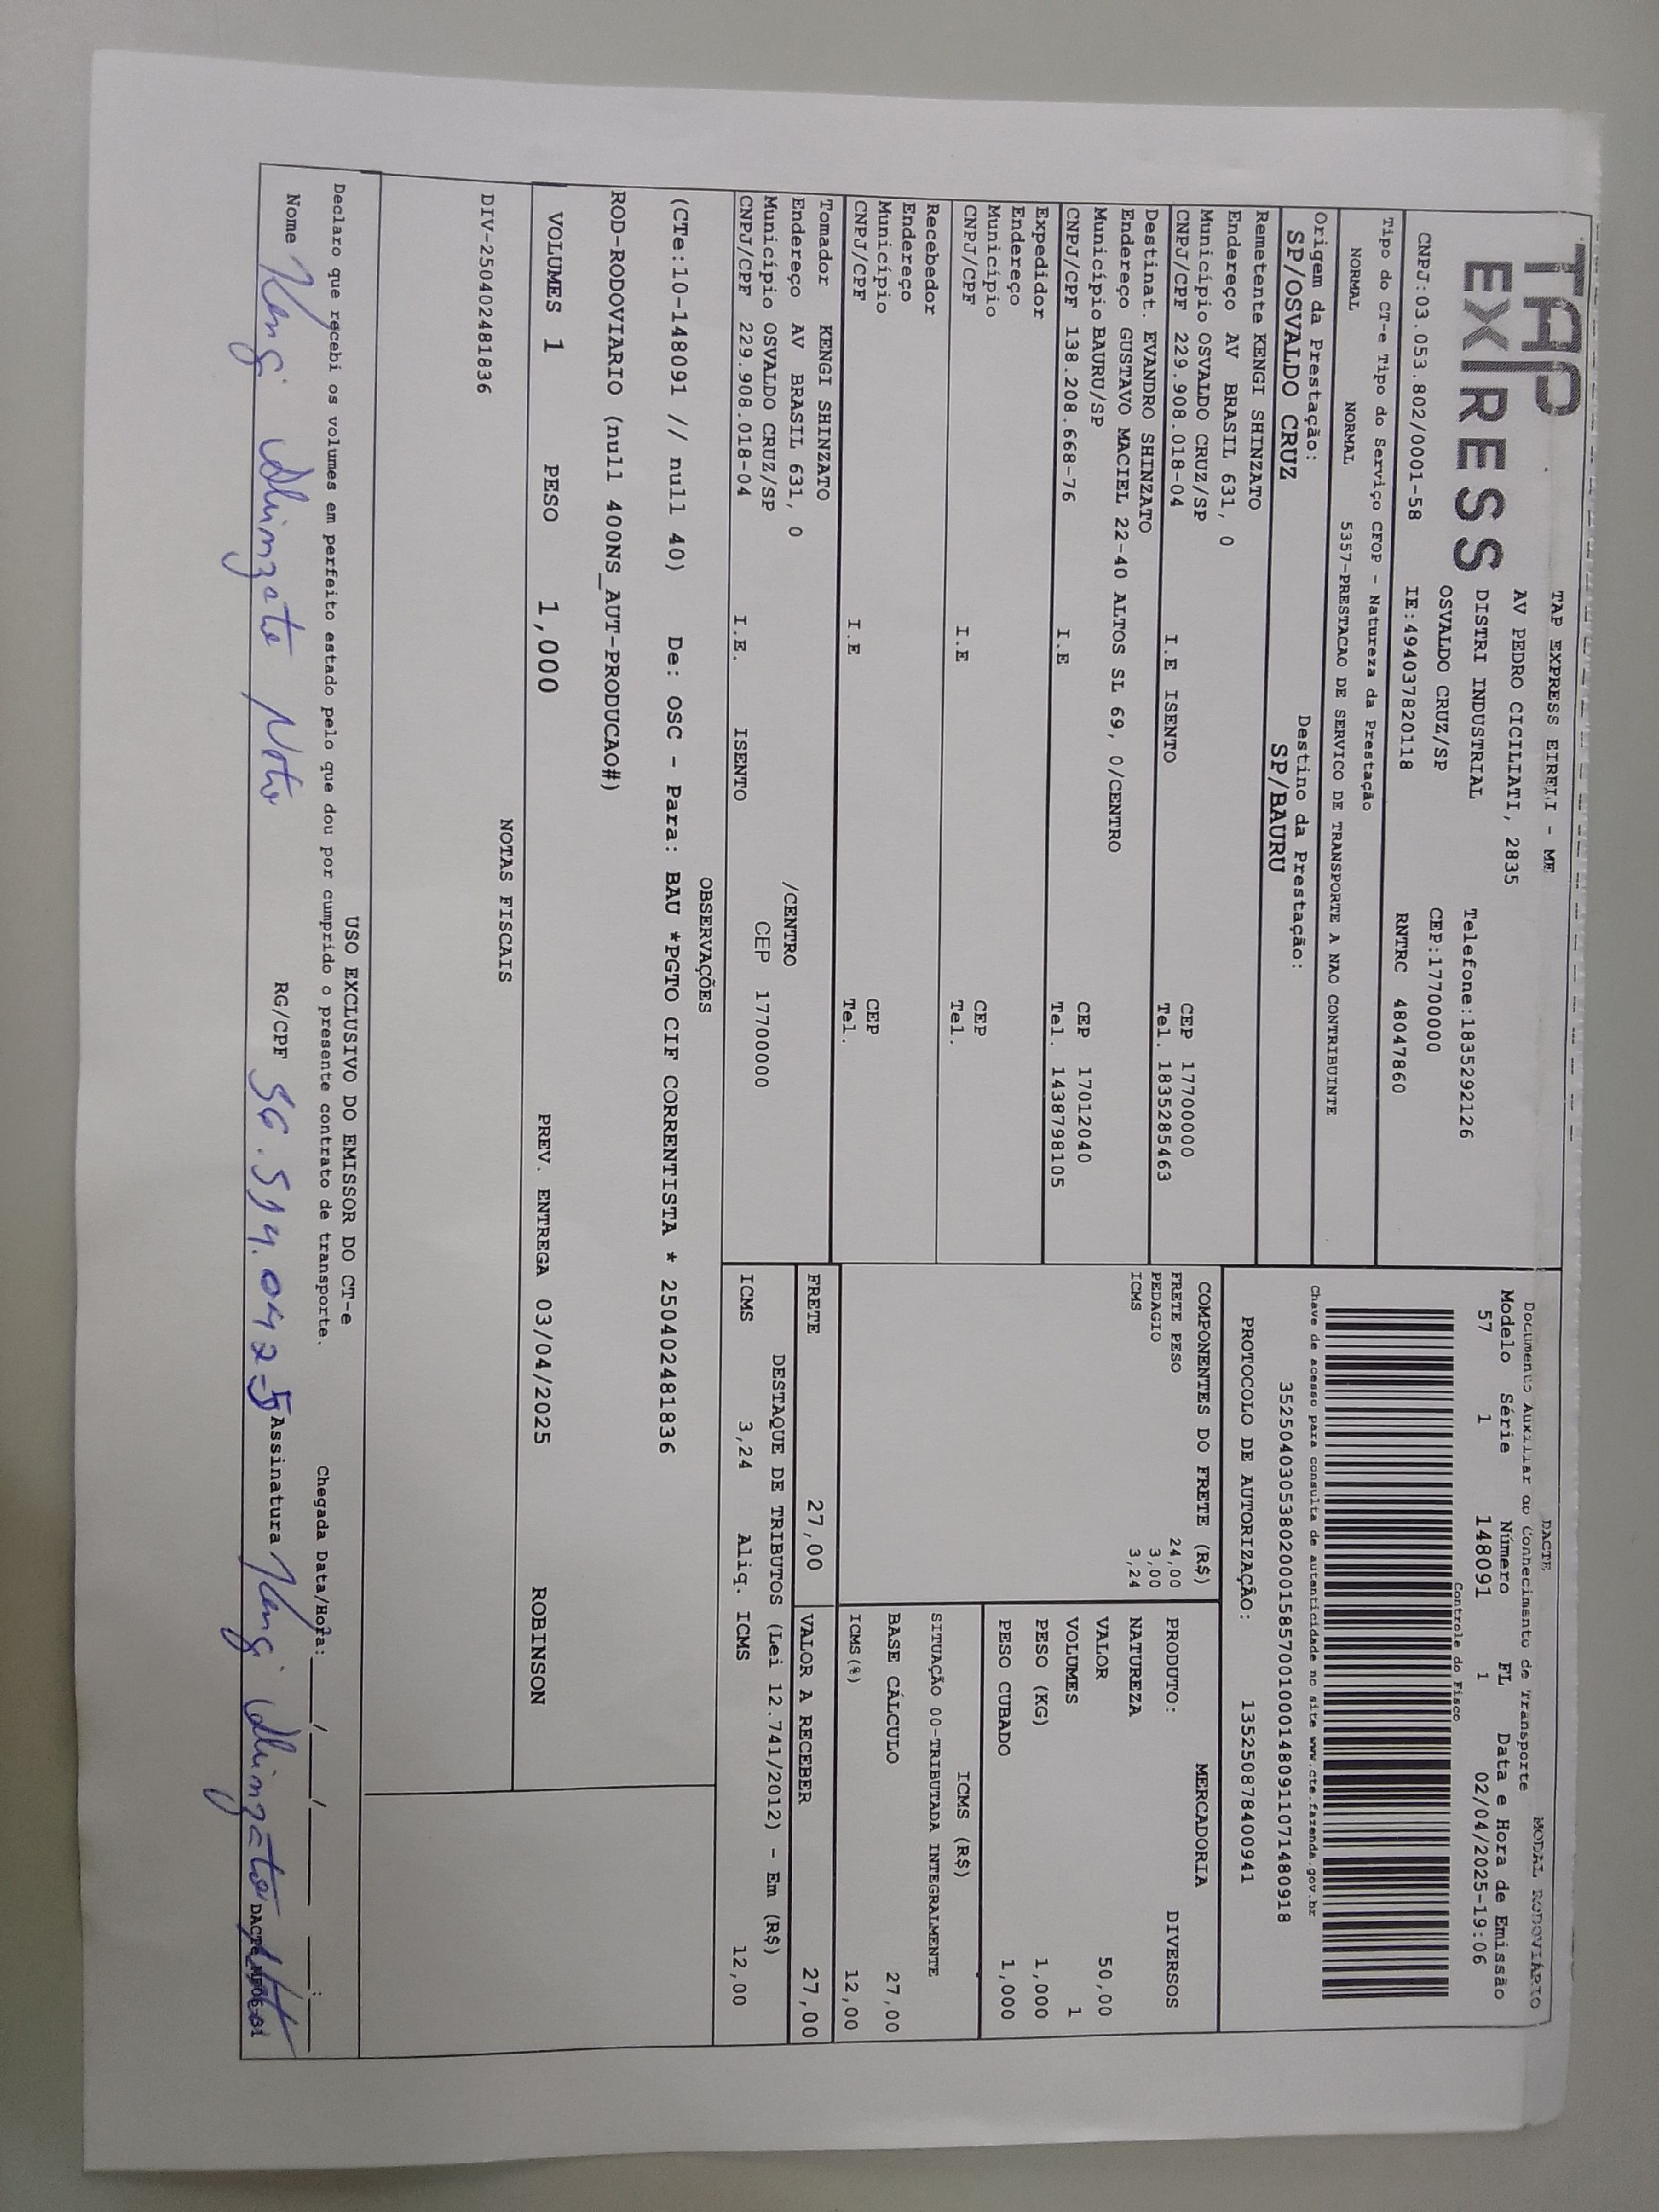 TAP
EXPRESS
TAP EXPRESS EIRELI - ME
AV PEDRO CICILIATI, 2835
DISTRI INDUSTRIAL Telefone:1835292126
OSVALDO CRUZ/SP CEP:17700000
CNPJ:03.053.802/0001-58 IE:494037820118 RNTRC 48047860
DACTE MODAL RODOVIÁRIO
Documento Auxiliar do Conhecimento de Transporte
Modelo Série Número FL Data e Hora de Emissão
57 1 148091 1 02/04/2025-19:06
Controle do Fisco
Chave de acesso para consulta de autenticidade no site www.cte.fazenda.gov.br
35250403053802000158570010001480911071480918
PROTOCOLO DE AUTORIZAÇÃO: 135250878400941
Tipo do CT-e Tipo do Serviço CFOP - Natureza da Prestação
NORMAL NORMAL 5357-PRESTACAO DE SERVICO DE TRANSPORTE A NAO CONTRIBUINTE
Origem da Prestação: Destino da Prestação:
SP/OSVALDO CRUZ SP/BAURU
Remetente KENGI SHINZATO
Endereço AV BRASIL 631, 0
Município OSVALDO CRUZ/SP CEP 17700000
CNPJ/CPF 229.908.018-04 I.E ISENTO Tel. 1835285463
Destinat. EVANDRO SHINZATO
Endereço GUSTAVO MACIEL 22-40 ALTOS SL 69, 0/CENTRO
Município BAURU/SP CEP 17012040
CNPJ/CPF 138.208.668-76 I.E Tel. 1438798105
Expedidor
Endereço
Município CEP
CNPJ/CPF I.E Tel.
Recebedor
Endereço
Município CEP
CNPJ/CPF I.E Tel.
Tomador KENGI SHINZATO
Endereço AV BRASIL 631, 0 /CENTRO
Município OSVALDO CRUZ/SP CEP 17700000
CNPJ/CPF 229.908.018-04 I.E. ISENTO
COMPONENTES DO FRETE (R$)
FRETE PESO 24,00
PEDAGIO 3,00
ICMS 3,24
MERCADORIA
PRODUTO: DIVERSOS
NATUREZA
VALOR 50,00
VOLUMES 1
PESO (KG) 1,000
PESO CUBADO 1,000
ICMS (R$)
SITUAÇÃO 00-TRIBUTADA INTEGRALMENTE
BASE CÁLCULO 27,00
ICMS(%) 12,00
FRETE 27,00 VALOR A RECEBER 27,00
DESTAQUE DE TRIBUTOS (Lei 12.741/2012) - Em (R$)
ICMS 3,24 Aliq. ICMS 12,00
OBSERVAÇÕES
(CTe:10-148091 // null 40) De: OSC - Para: BAU *PGTO CIF CORRENTISTA * 250402481836
ROD-RODOVIARIO (null 400NS_AUT-PRODUCAO#)
VOLUMES 1 PESO 1,000 PREV. ENTREGA 03/04/2025 ROBINSON
NOTAS FISCAIS
DIV-250402481836
USO EXCLUSIVO DO EMISSOR DO CT-e
Declaro que recebi os volumes em perfeito estado pelo que dou por cumprido o presente contrato de transporte. Chegada Data/Hora: ____/____/______ ____:____
Nome Kengi Shinzato Neto RG/CPF 36.514.042-5 Assinatura Kengi Shinzato